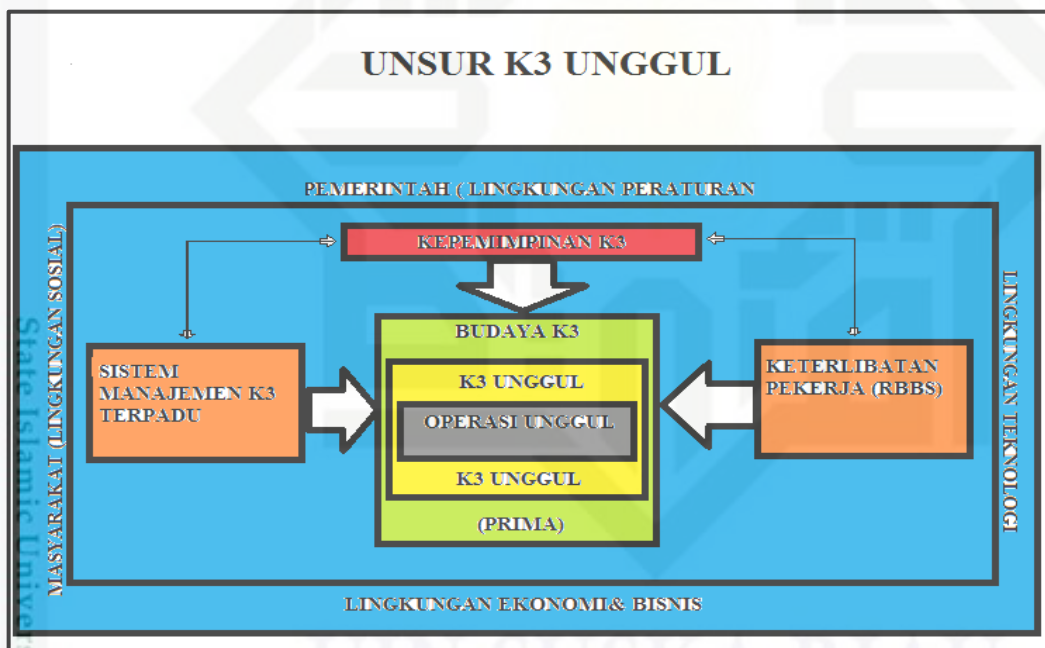 UNSUR K3 UNGGUL
PEMERINTAH ( LINGKUNGAN PERATURAN
MASYARAKAT (LINGKUNGAN SOSIAL)
KEPEMIMPINAN K3
SISTEM
MANAJEMEN K3
TERPADU
BUDAYA K3
K3 UNGGUL
OPERASI UNGGUL
K3 UNGGUL
(PRIMA)
KETERLIBATAN
PEKERJA (RBBS)
LINGKUNGAN TEKNOLOGI
LINGKUNGAN EKONOMI& BISNIS
State Islamic Univers